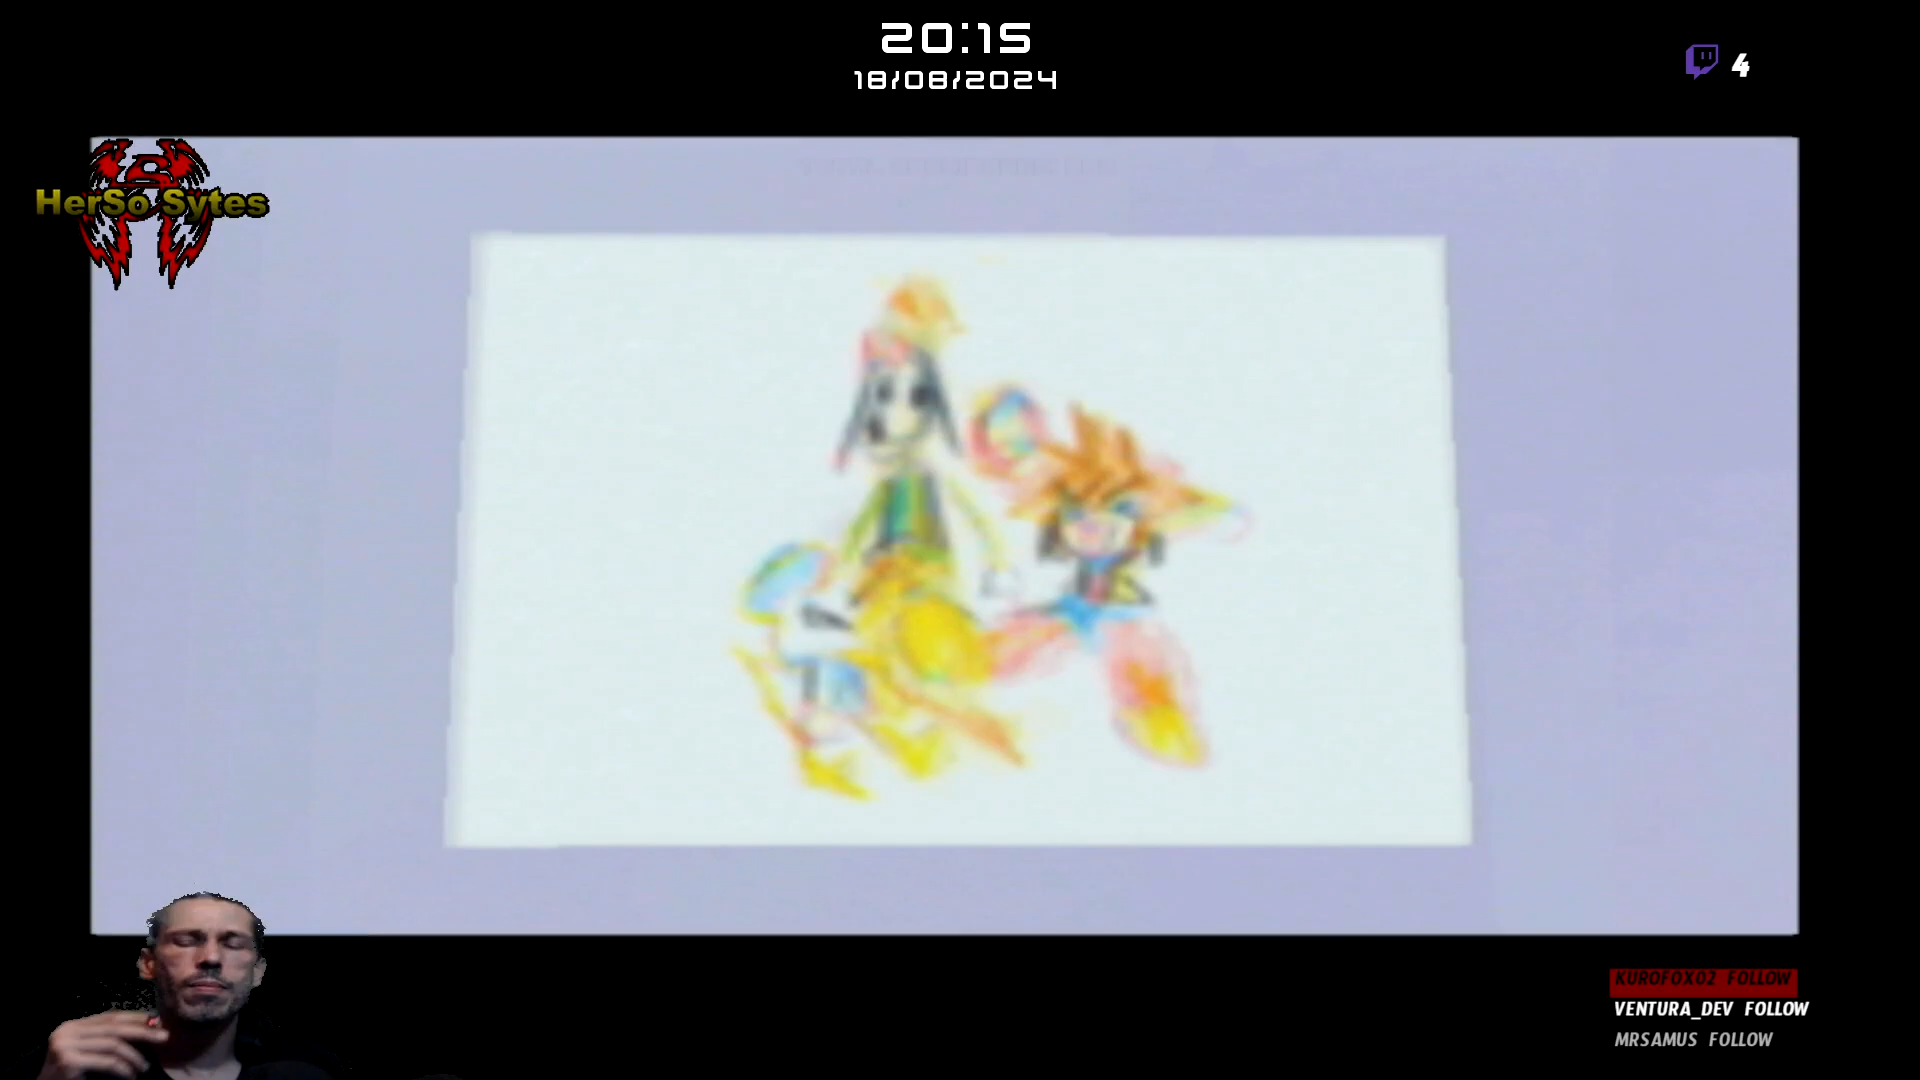 20:15
18/08/2024
4
HerSo Sytes
KUROFOX02 FOLLOW
VENTURA_DEV FOLLOW
MRSAMUS FOLLOW